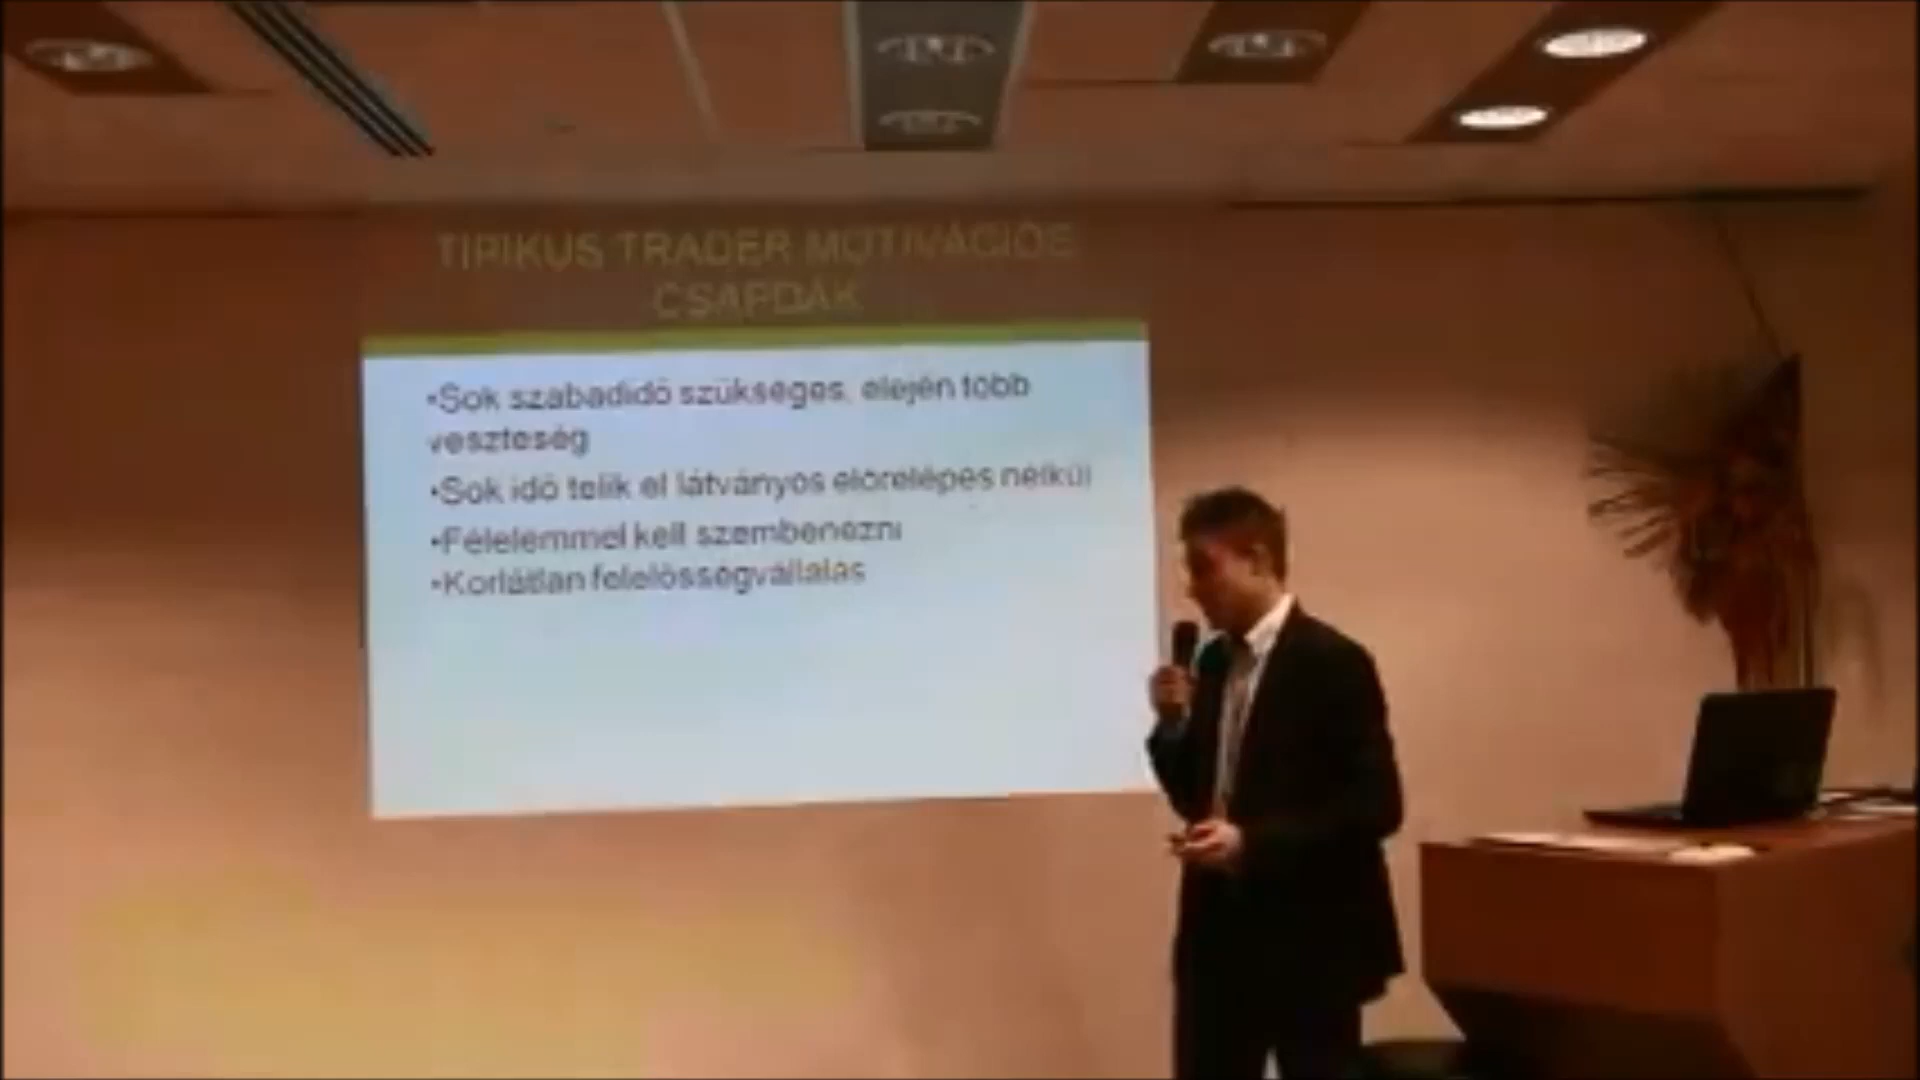 TIPIKUS TRADER MOTIVÁCIÓS
CSAPDÁK
•Sok szabadidő szükséges, elején több
veszteség
•Sok idő telik el látványos előrelépés nélkül
•Félelemmel kell szembenézni
•Korlátlan felelősségvállalás